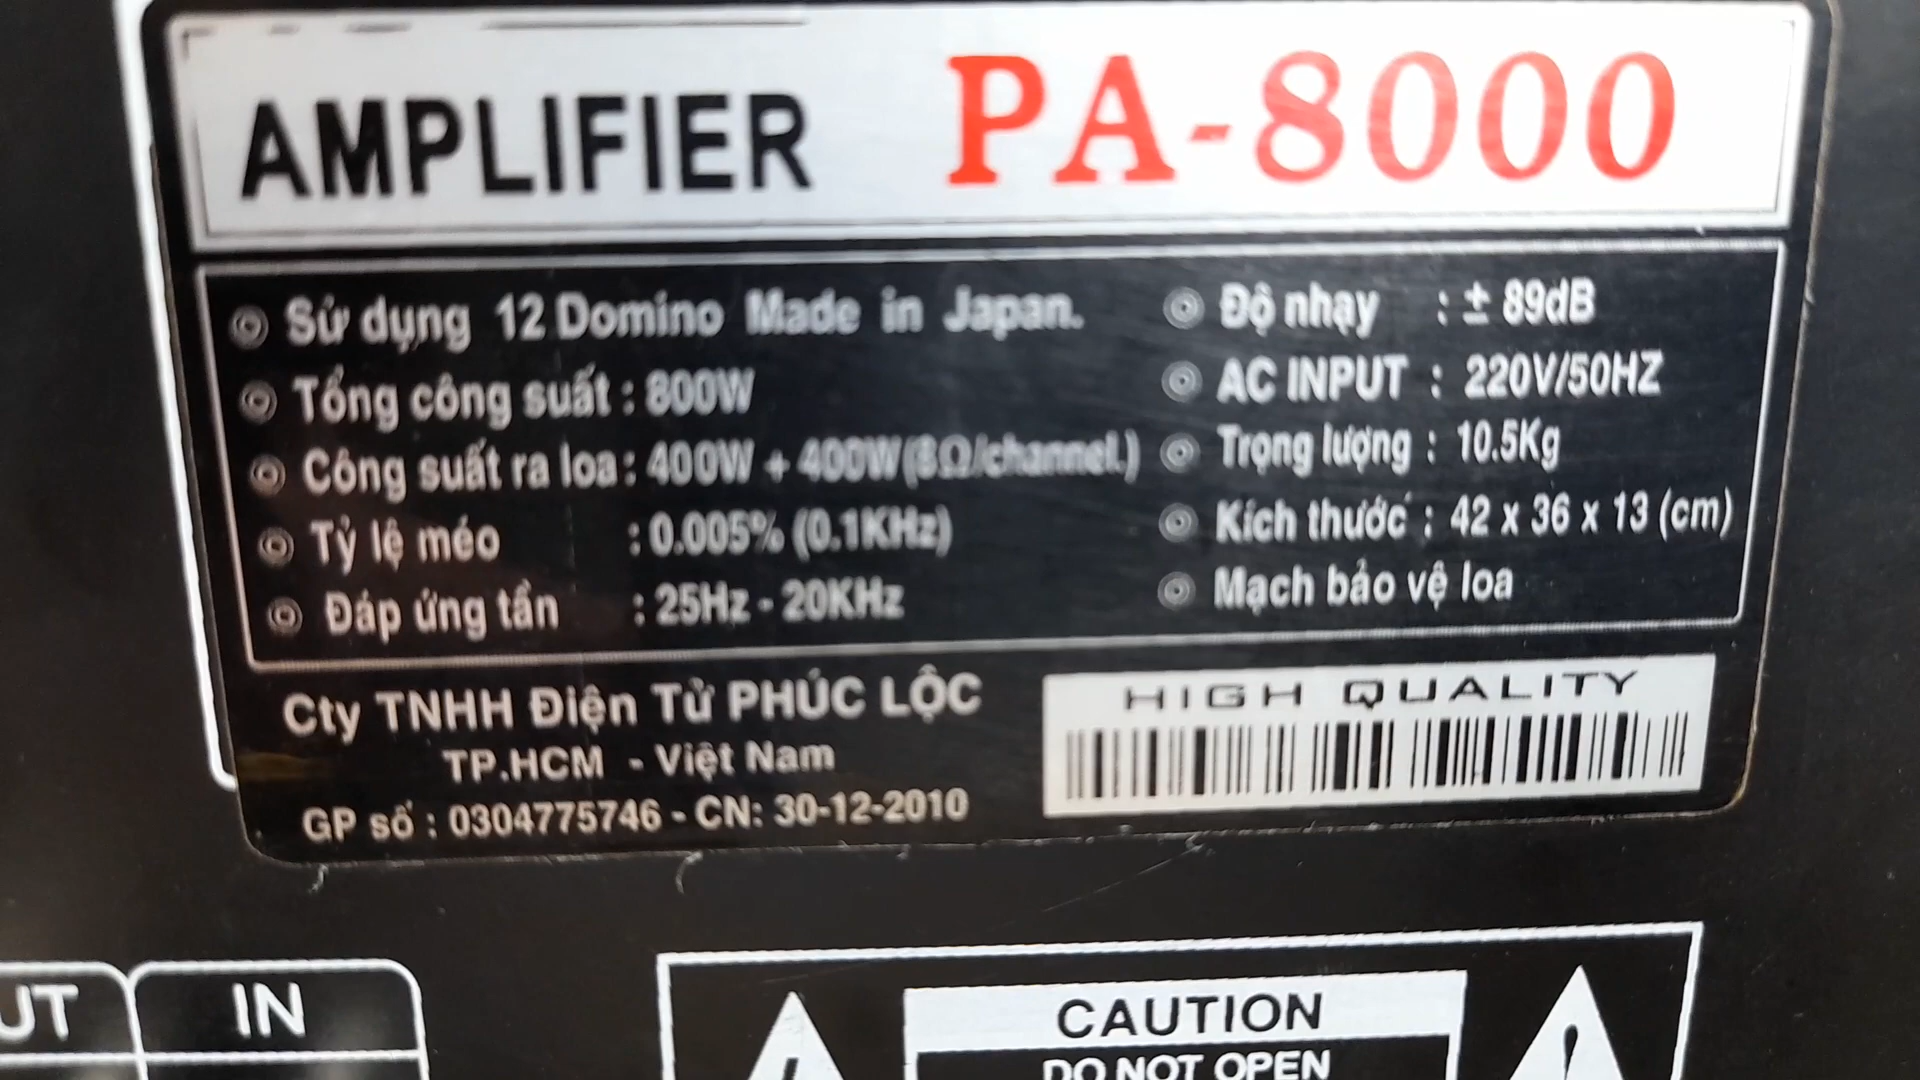 AMPLIFIER PA-8000
Sử dụng 12 Domino Made in Japan.
Tổng công suất : 800W
Công suất ra loa : 400W + 400W (8Ω/channel.)
Tỷ lệ méo : 0.005% (0.1KHz)
Đáp ứng tần : 25Hz - 20KHz
Độ nhạy : ± 89dB
AC INPUT : 220V/50HZ
Trọng lượng : 10.5Kg
Kích thước : 42 x 36 x 13 (cm)
Mạch bảo vệ loa
Cty TNHH Điện Tử PHÚC LỘC
TP.HCM - Việt Nam
GP số : 0304775746 - CN: 30-12-2010
HIGH QUALITY
IN
CAUTION
DO NOT OPEN